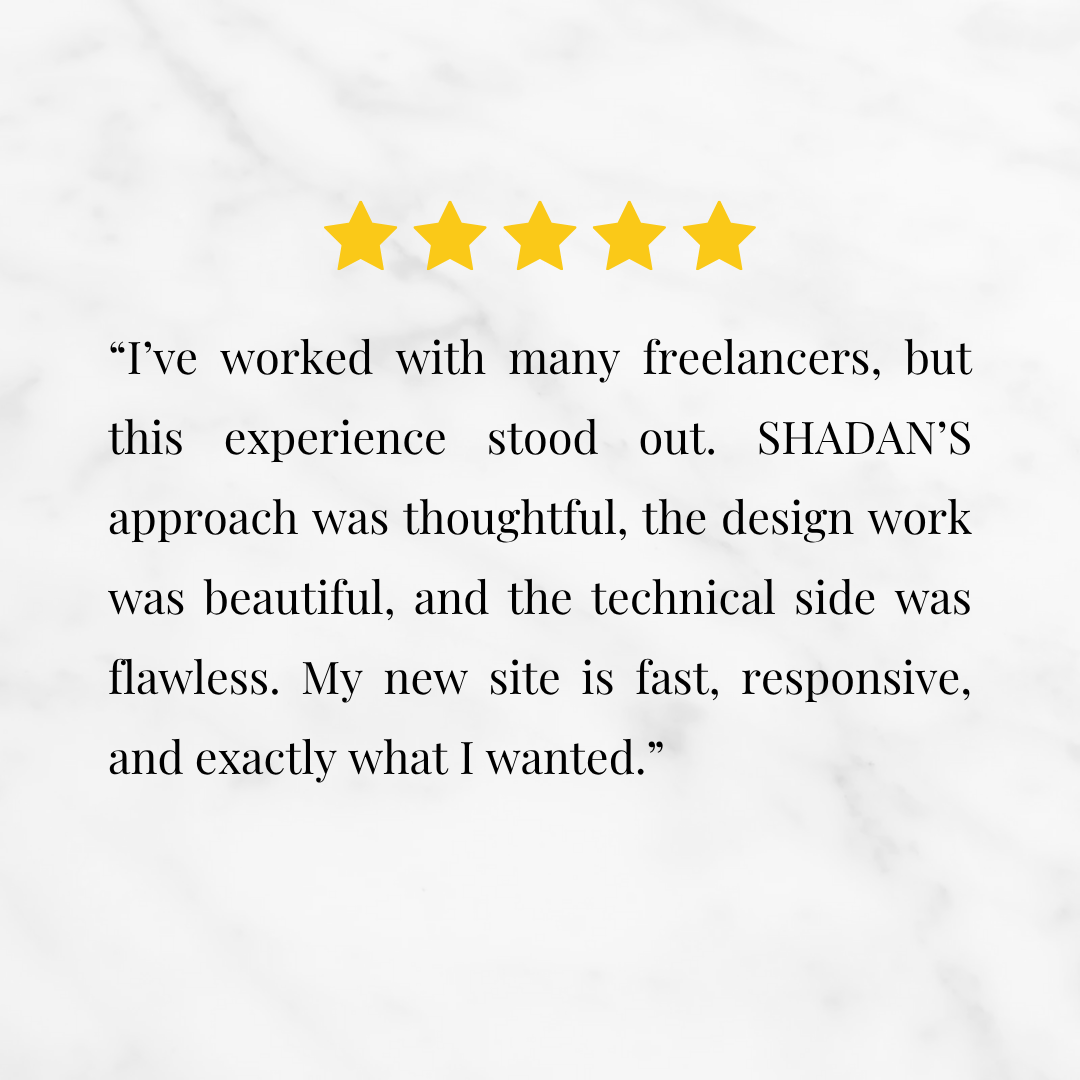 “I’ve worked with many freelancers, but
this experience stood out. SHADAN’S
approach was thoughtful, the design work
was beautiful, and the technical side was
flawless. My new site is fast, responsive,
and exactly what I wanted.”